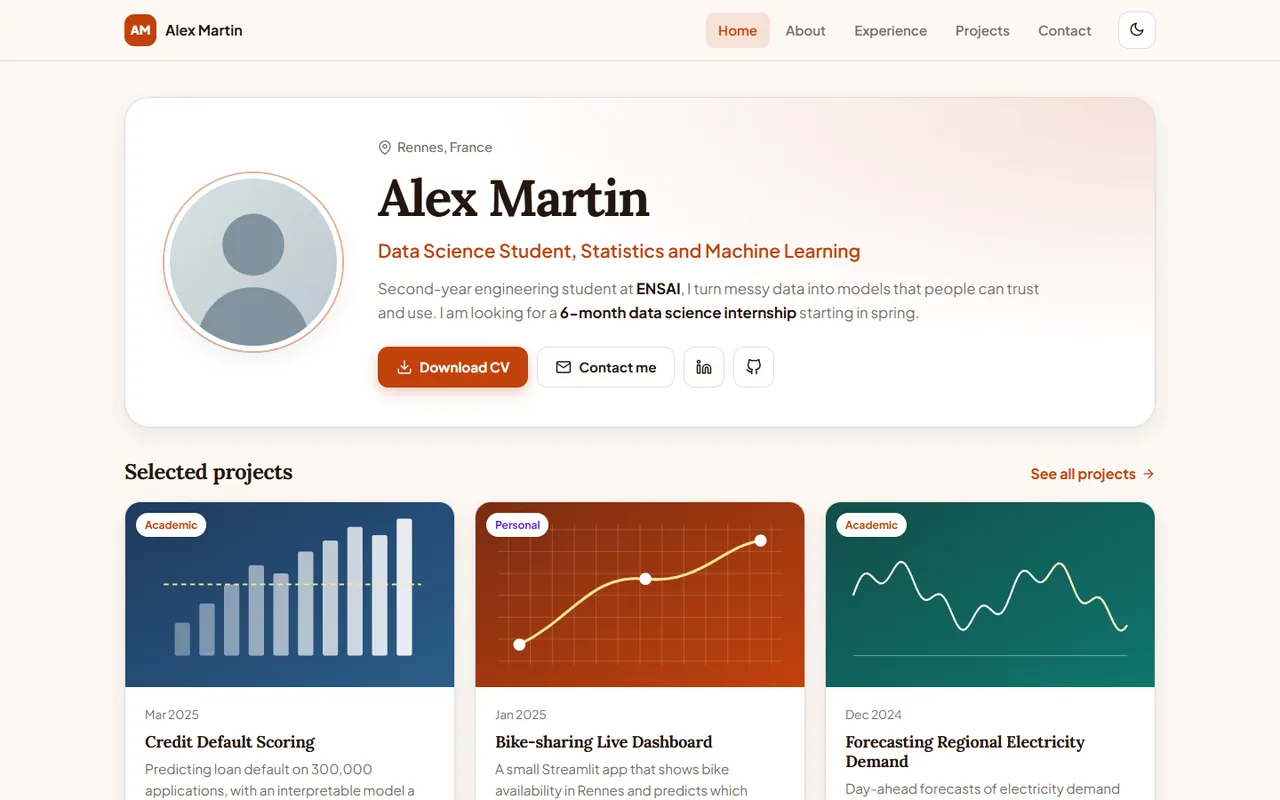 AM Alex Martin
Home About Experience Projects Contact
Rennes, France
Alex Martin
Data Science Student, Statistics and Machine Learning
Second-year engineering student at ENSAI, I turn messy data into models that people can trust
and use. I am looking for a 6-month data science internship starting in spring.
Download CV
Contact me
Selected projects
See all projects →
Academic
Mar 2025
Credit Default Scoring
Predicting loan default on 300,000
applications, with an interpretable model a
Personal
Jan 2025
Bike-sharing Live Dashboard
A small Streamlit app that shows bike
availability in Rennes and predicts which
Academic
Dec 2024
Forecasting Regional Electricity
Demand
Day-ahead forecasts of electricity demand